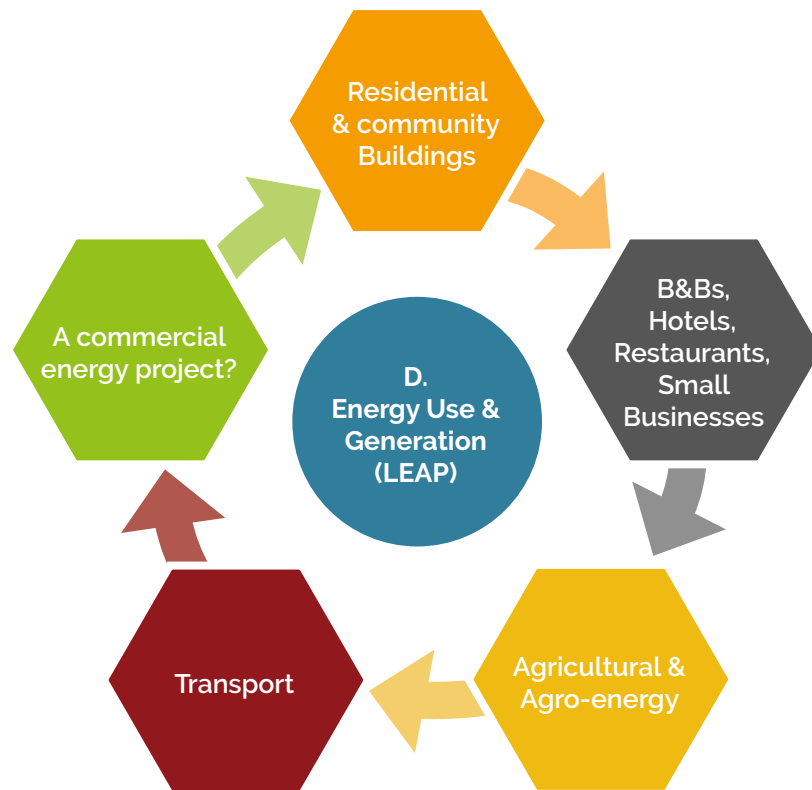 Residential
& community
Buildings
B&Bs,
Hotels,
Restaurants,
Small
Businesses
Agricultural &
Agro-energy
Transport
A commercial
energy project?
D.
Energy Use &
Generation
(LEAP)